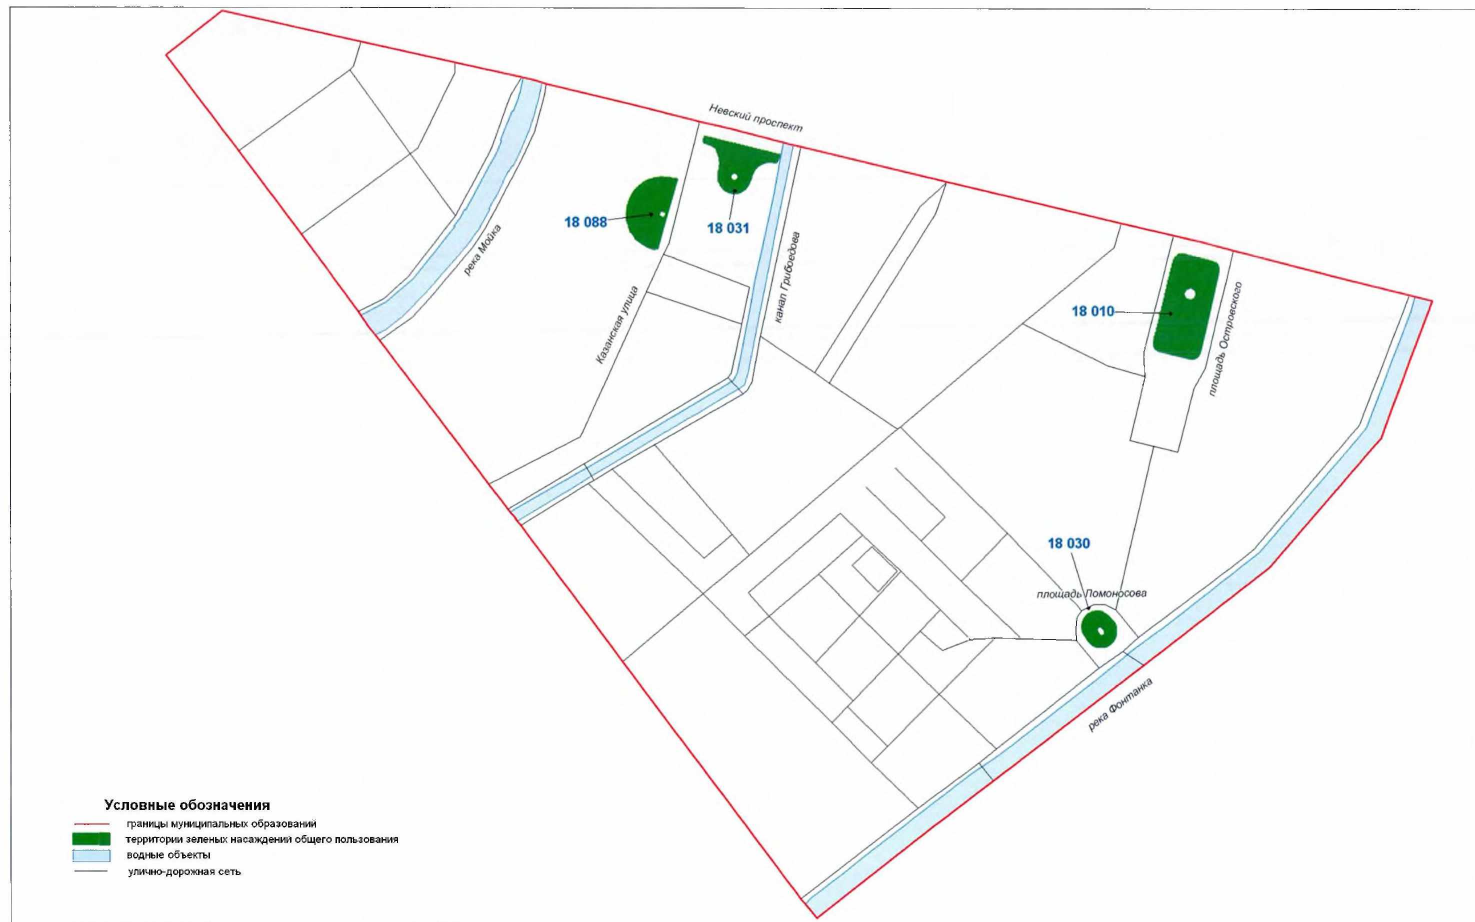 Невский проспект
18 088
18 031
река Мойка
канал Грибоедова
Казанская улица
18 010
площадь Островского
18 030
площадь Ломоносова
река Фонтанка
Условные обозначения
границы муниципальных образований
территории зеленых насаждений общего пользования
водные объекты
улично-дорожная сеть